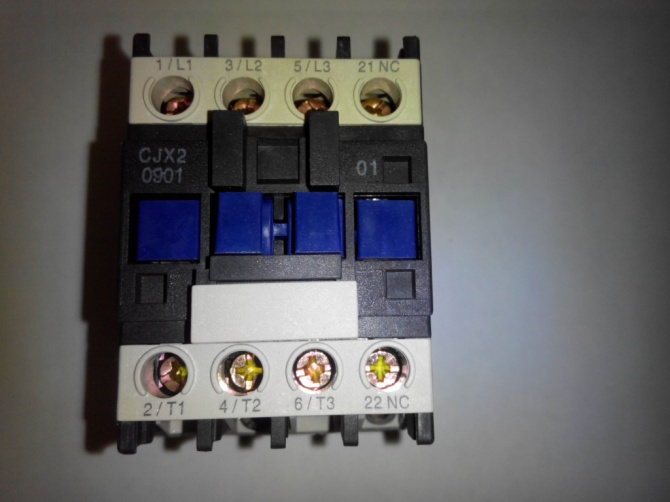 1/L1 3/L2 5/L3 21 NC
CJX2
0901
01
2/T1 4/T2 6/T3 22 NC